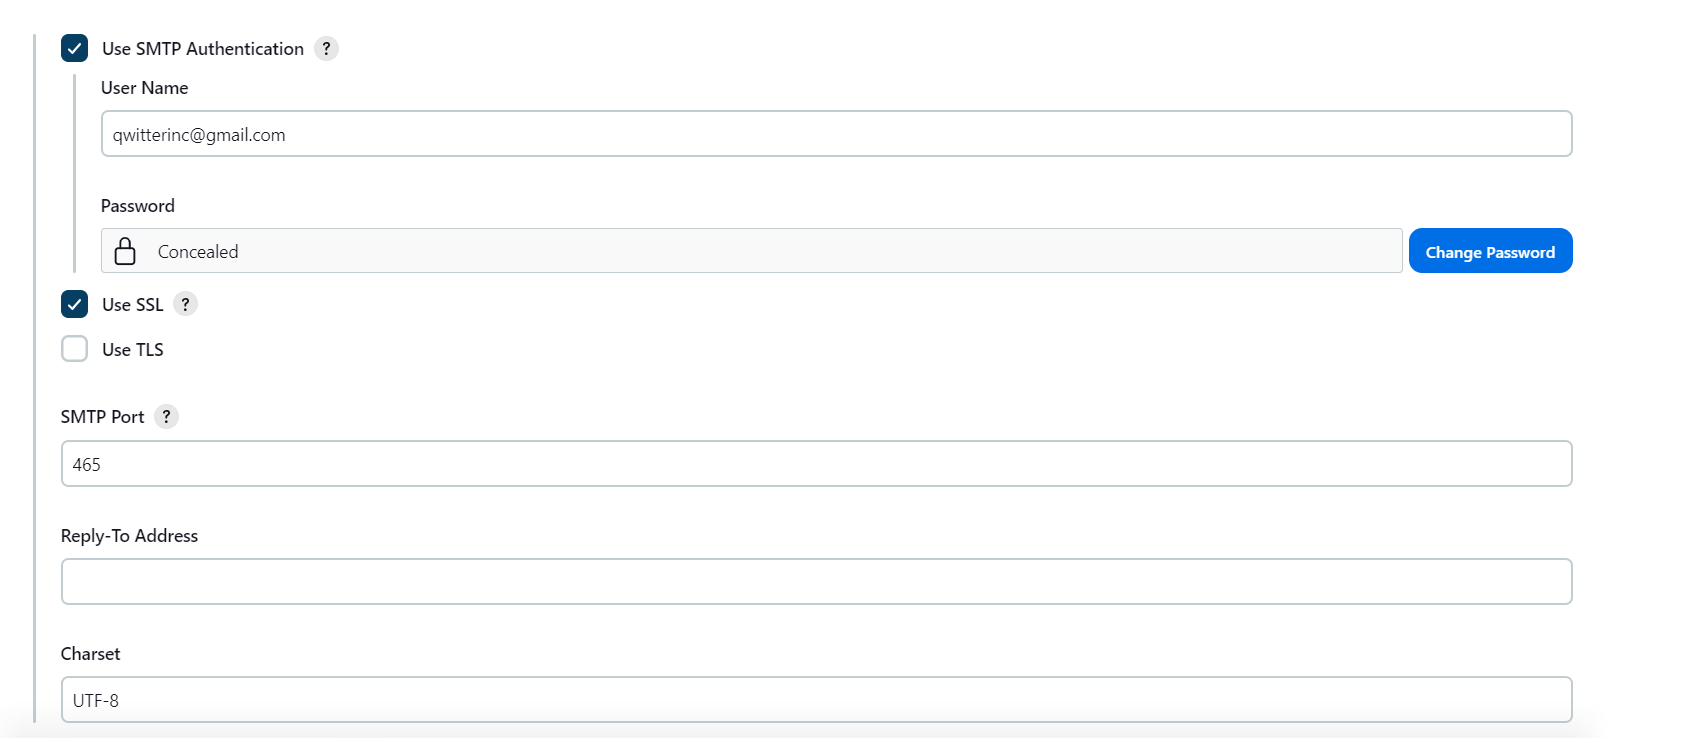 Use SMTP Authentication ?
User Name
qwitterinc@gmail.com
Password
Concealed
Change Password
Use SSL ?
Use TLS
SMTP Port ?
465
Reply-To Address
Charset
UTF-8